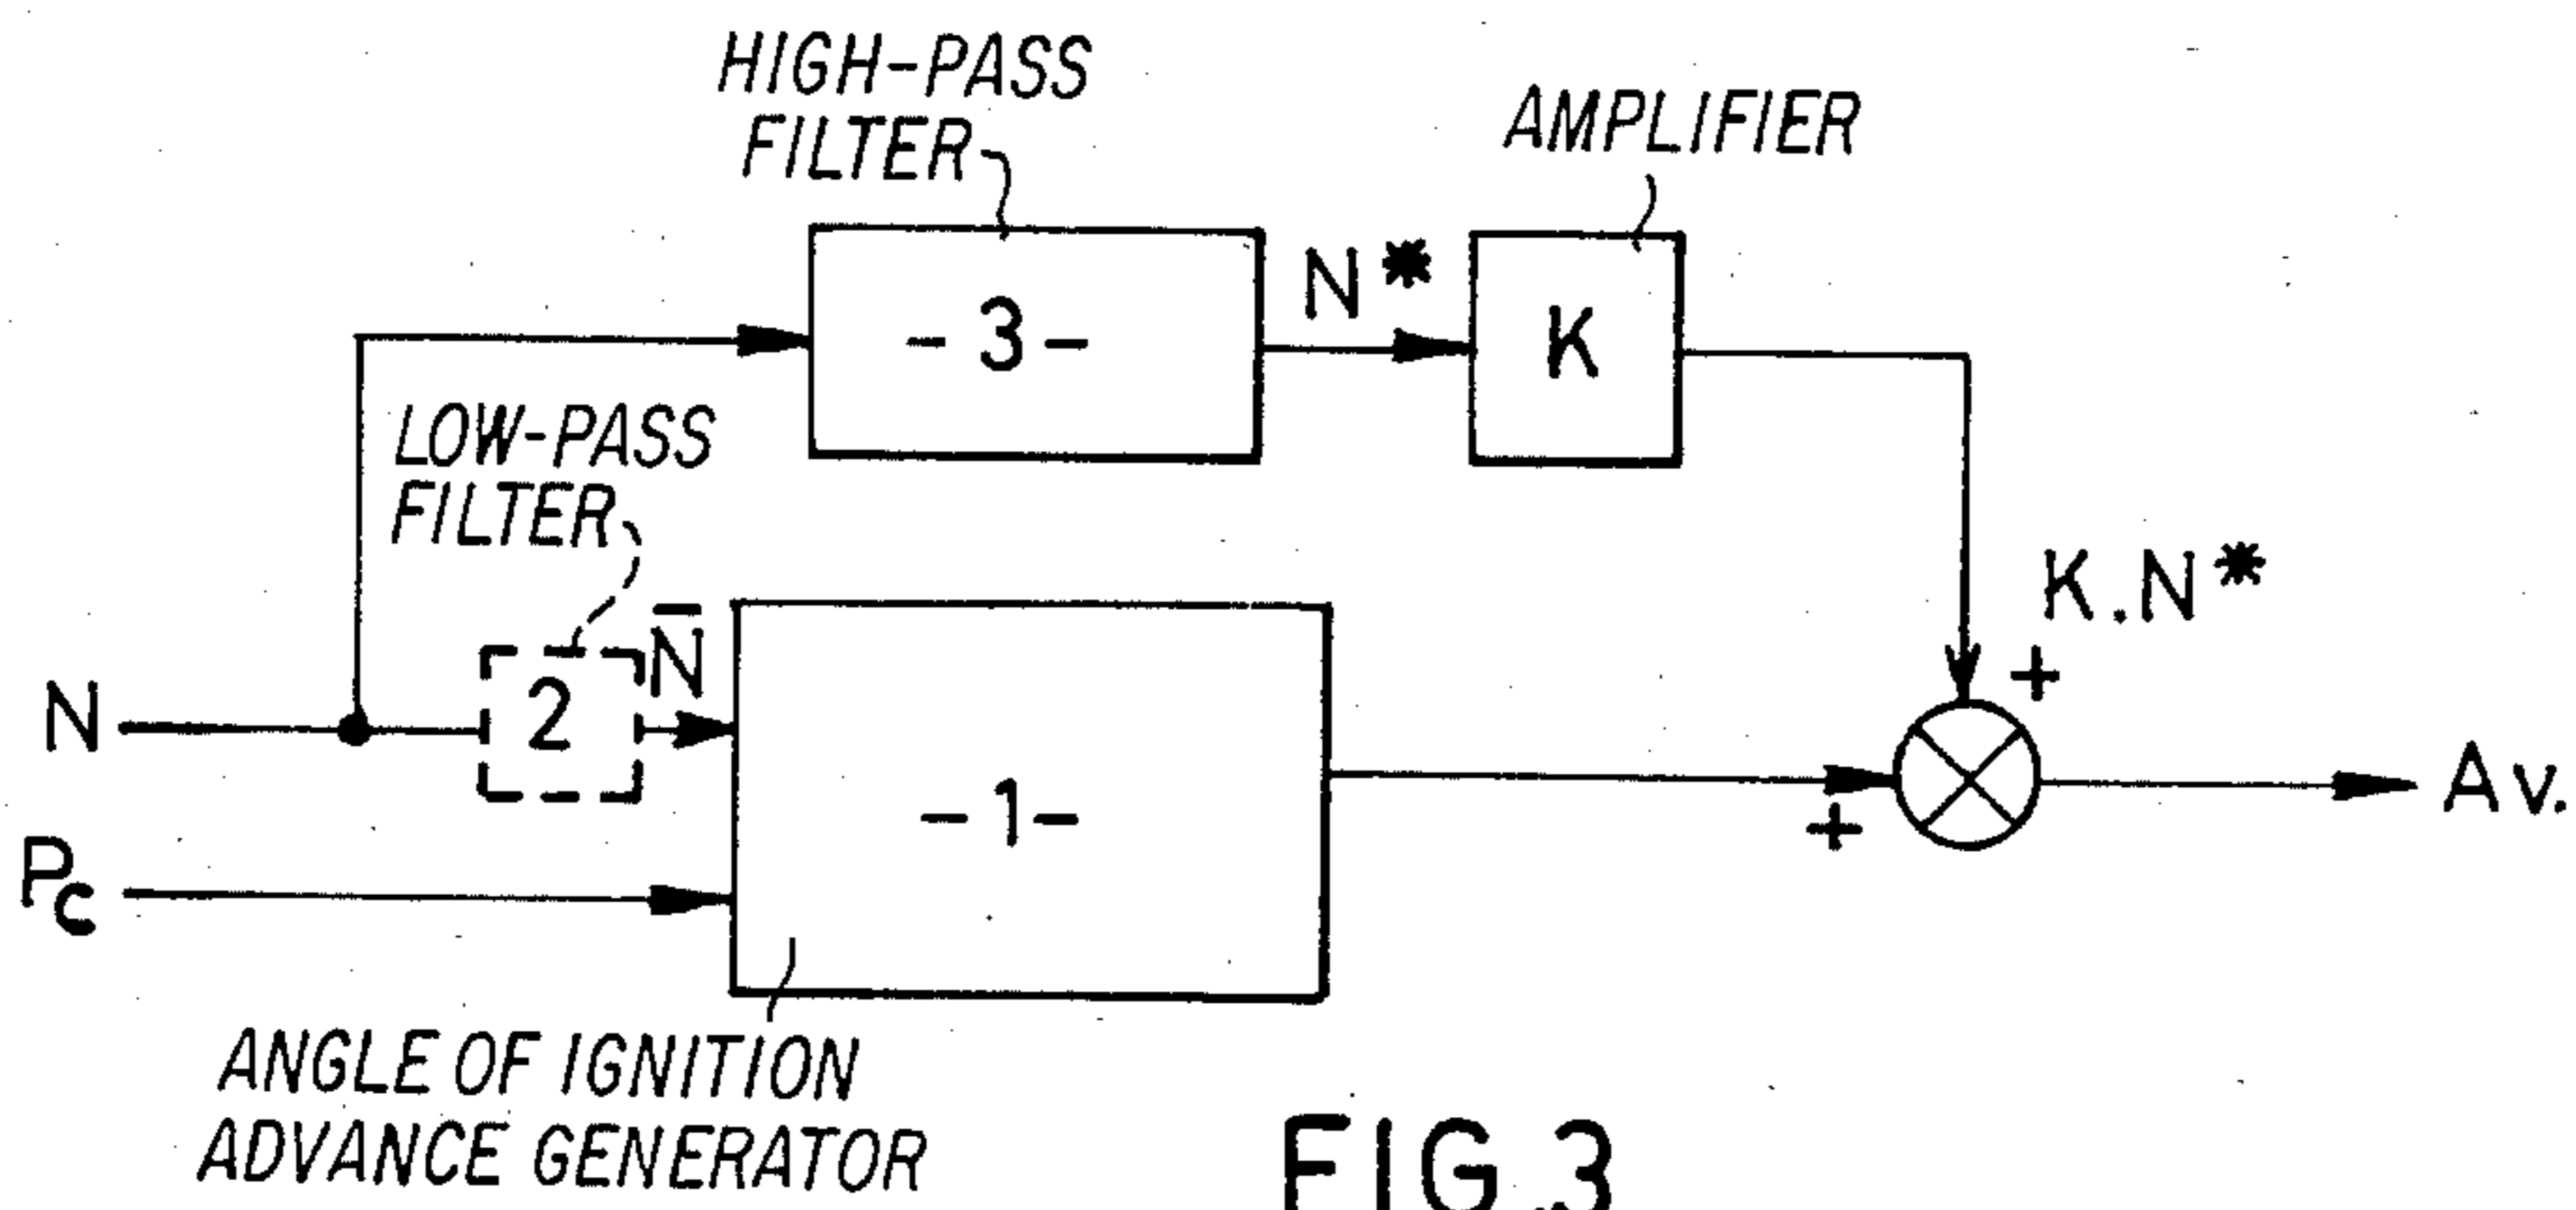 HIGH-PASS
FILTER
AMPLIFIER
N*
-3-
K
LOW-PASS
FILTER
K.N*
N̅
+
N
2
Av.
-1-
+
Pc
ANGLE OF IGNITION
ADVANCE GENERATOR
FIG.3